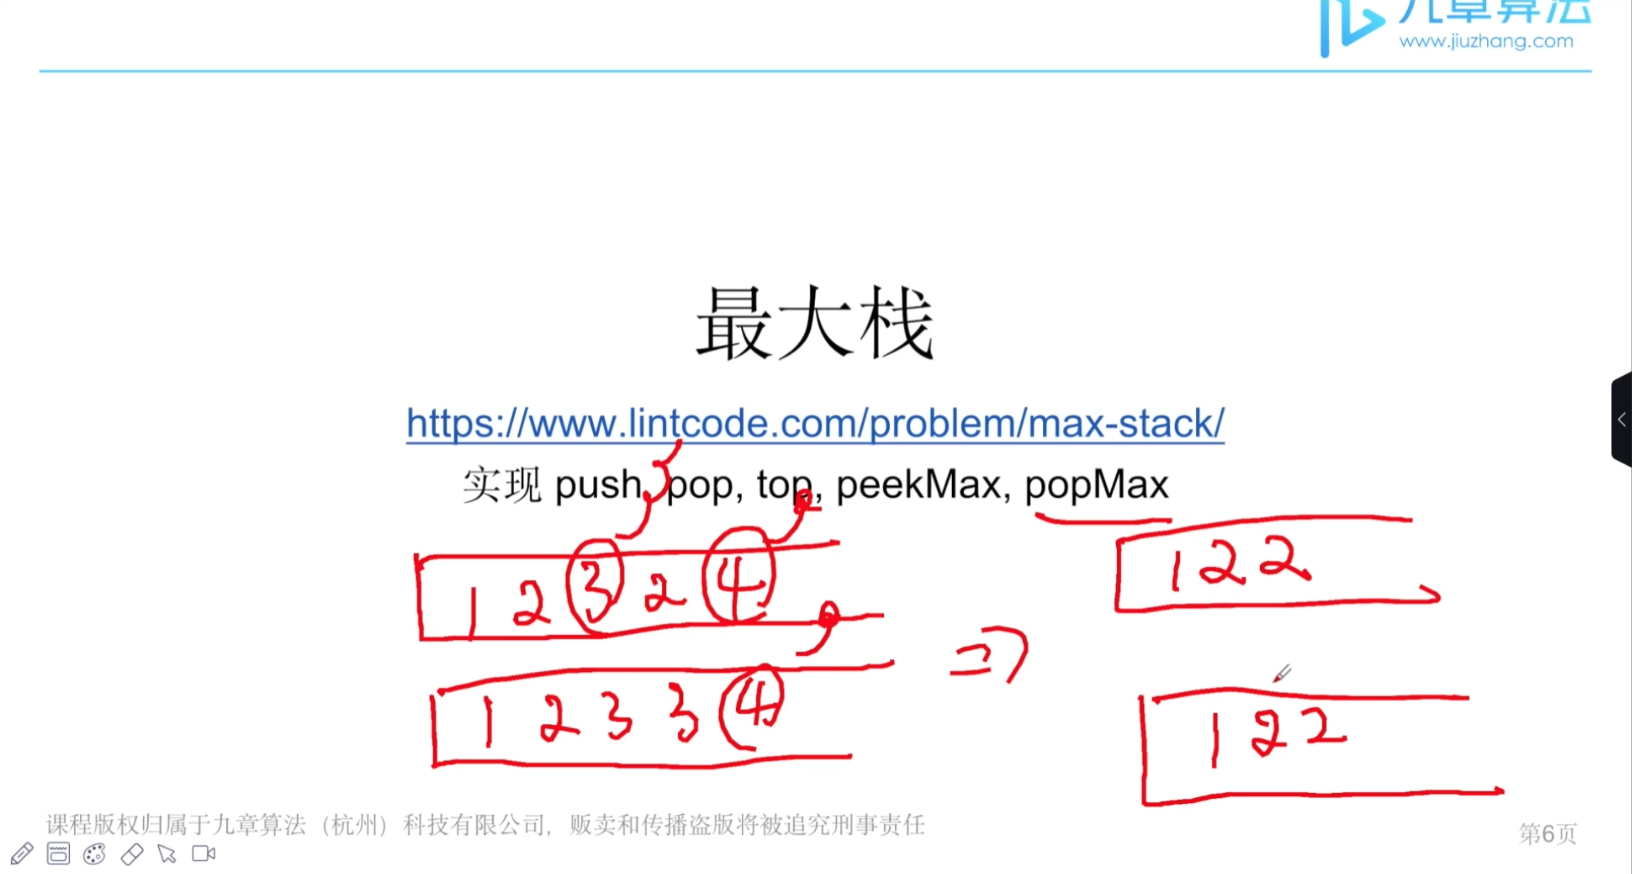 九章算法
www.jiuzhang.com
最大栈
https://www.lintcode.com/problem/max-stack/
实现 push, pop, top, peekMax, popMax
1 2 3 2 4
1 2 2
1 2 3 3 4
1 2 2
课程版权归属于九章算法（杭州）科技有限公司，贩卖和传播盗版将被追究刑事责任
第6页